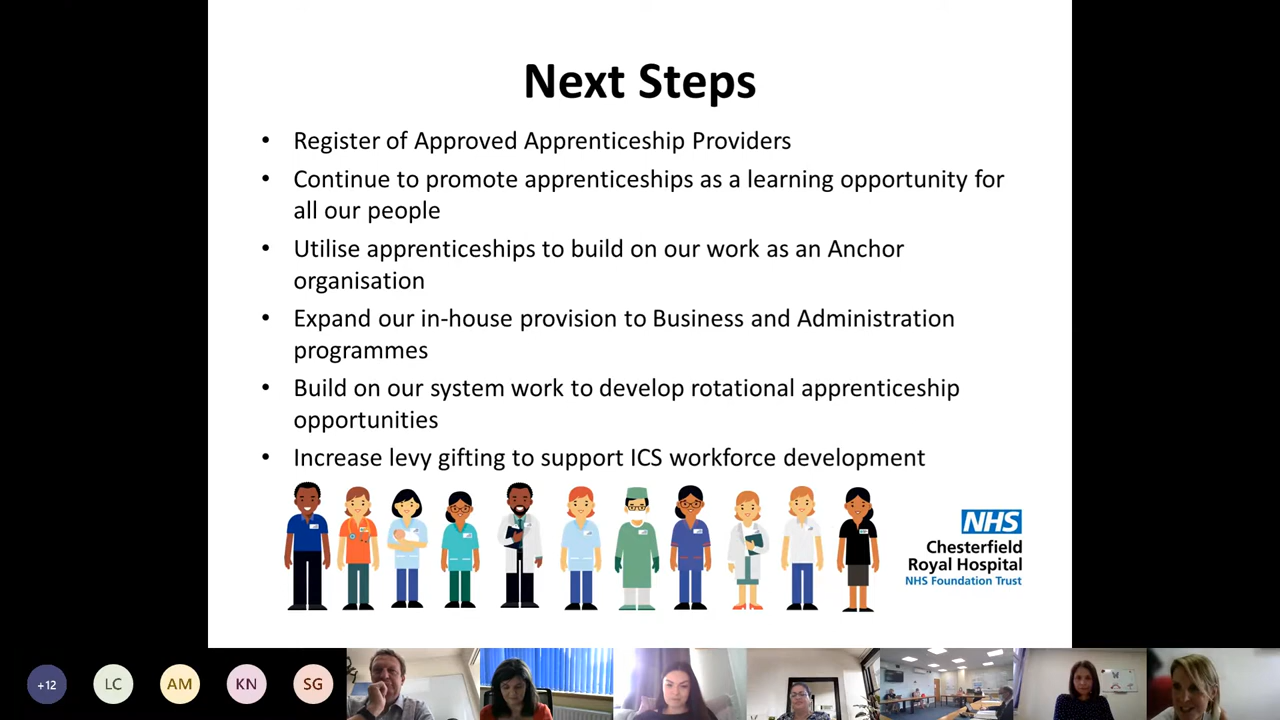 Next Steps
• Register of Approved Apprenticeship Providers
• Continue to promote apprenticeships as a learning opportunity for
all our people
• Utilise apprenticeships to build on our work as an Anchor
organisation
• Expand our in-house provision to Business and Administration
programmes
• Build on our system work to develop rotational apprenticeship
opportunities
• Increase levy gifting to support ICS workforce development
NHS
Chesterfield
Royal Hospital
NHS Foundation Trust
+12
LC
AM
KN
SG